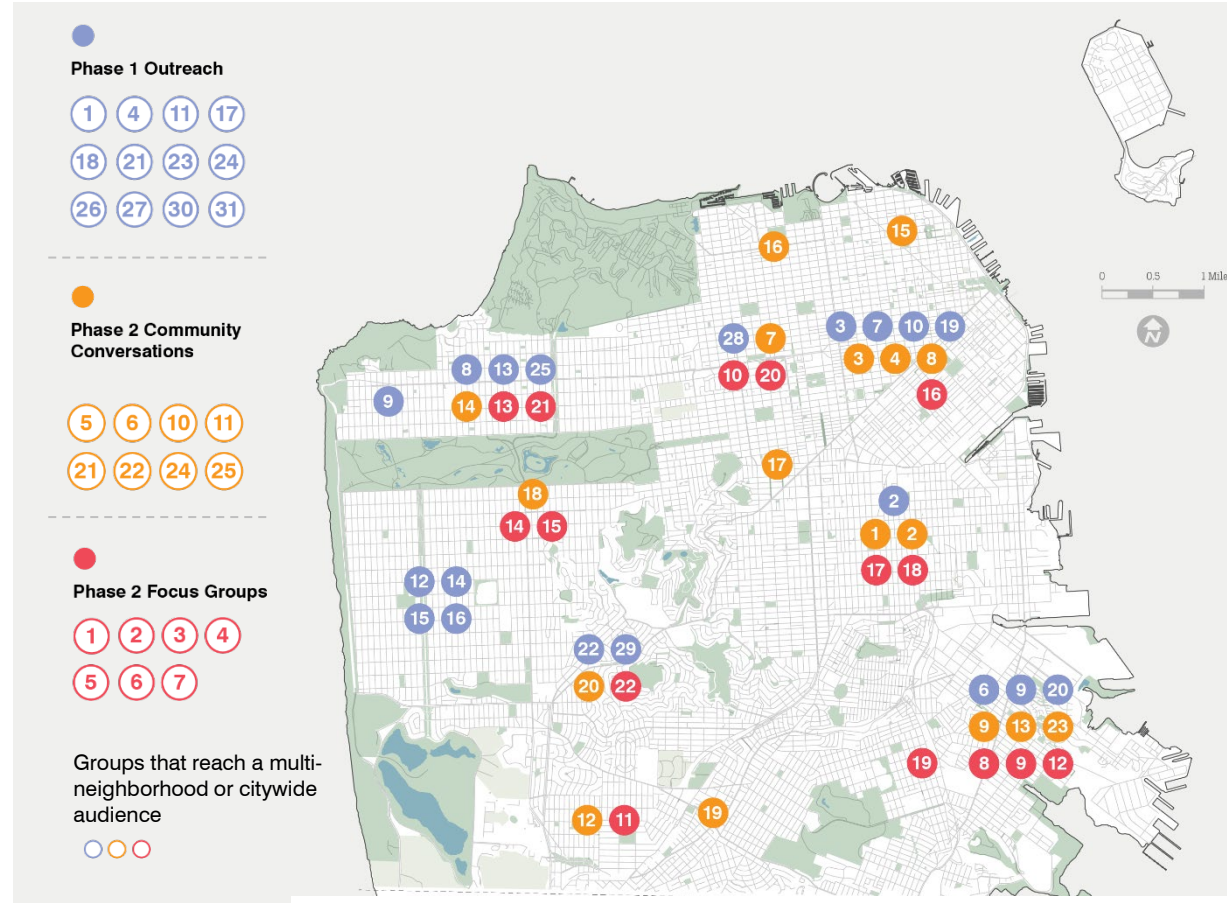 Phase 1 Outreach
1 4 11 17
18 21 23 24
26 27 30 31
Phase 2 Community
Conversations
5 6 10 11
21 22 24 25
Phase 2 Focus Groups
1 2 3 4
5 6 7
Groups that reach a multi-
neighborhood or citywide
audience
16
15
0 0.5 1 Mile
N
3 7 10 19
3 4 8
16
28 7
10 20
8 13 25
14 13 21
9
17
18
14 15
2
1 2
17 18
12 14
15 16
22 29
20 22
6 9 20
9 13 23
19 8 9 12
12 11
19